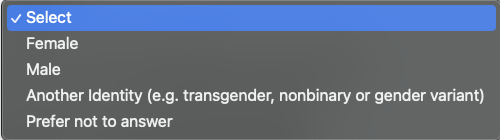 Select
Female
Male
Another Identity (e.g. transgender, nonbinary or gender variant)
Prefer not to answer